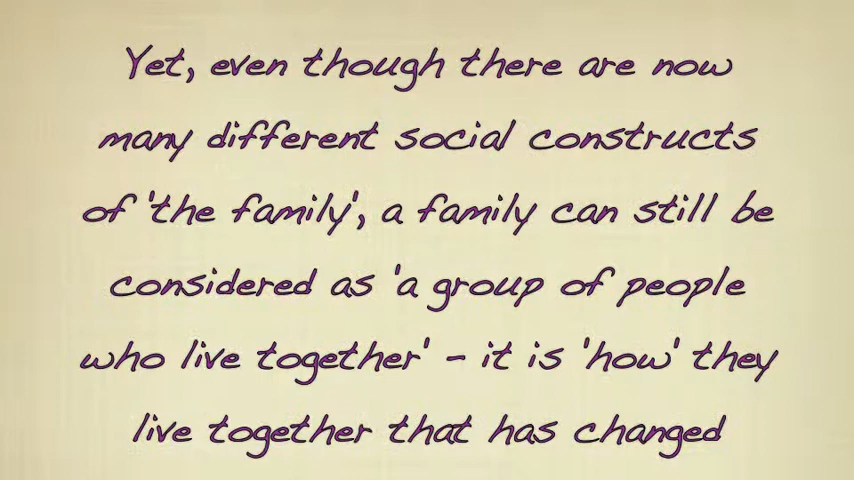 Yet, even though there are now
many different social constructs
of 'the family', a family can still be
considered as 'a group of people
who live together' - it is 'how' they
live together that has changed